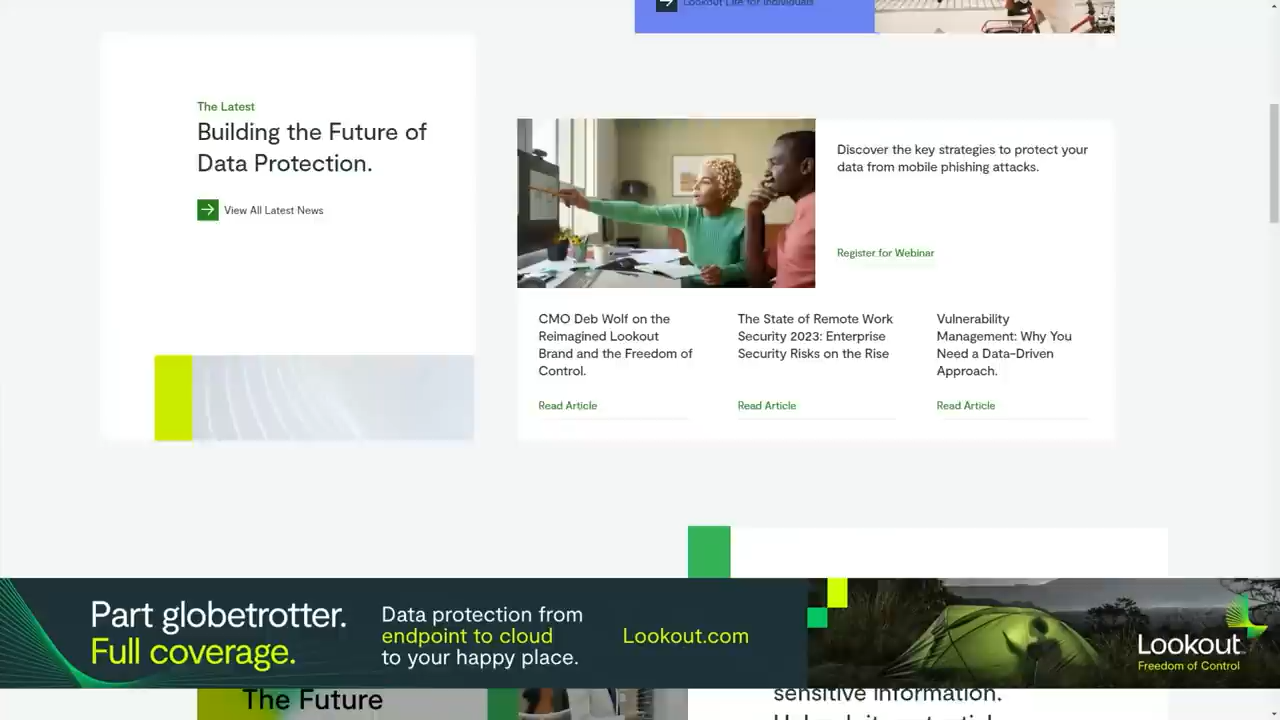 Lookout Life for Individuals
The Latest
Building the Future of
Data Protection.
View All Latest News
Discover the key strategies to protect your
data from mobile phishing attacks.
Register for Webinar
CMO Deb Wolf on the
Reimagined Lookout
Brand and the Freedom of
Control.
Read Article
The State of Remote Work
Security 2023: Enterprise
Security Risks on the Rise
Read Article
Vulnerability
Management: Why You
Need a Data-Driven
Approach.
Read Article
Part globetrotter.
Full coverage.
Data protection from
endpoint to cloud
to your happy place.
Lookout.com
Lookout
Freedom of Control
The Future
sensitive information.